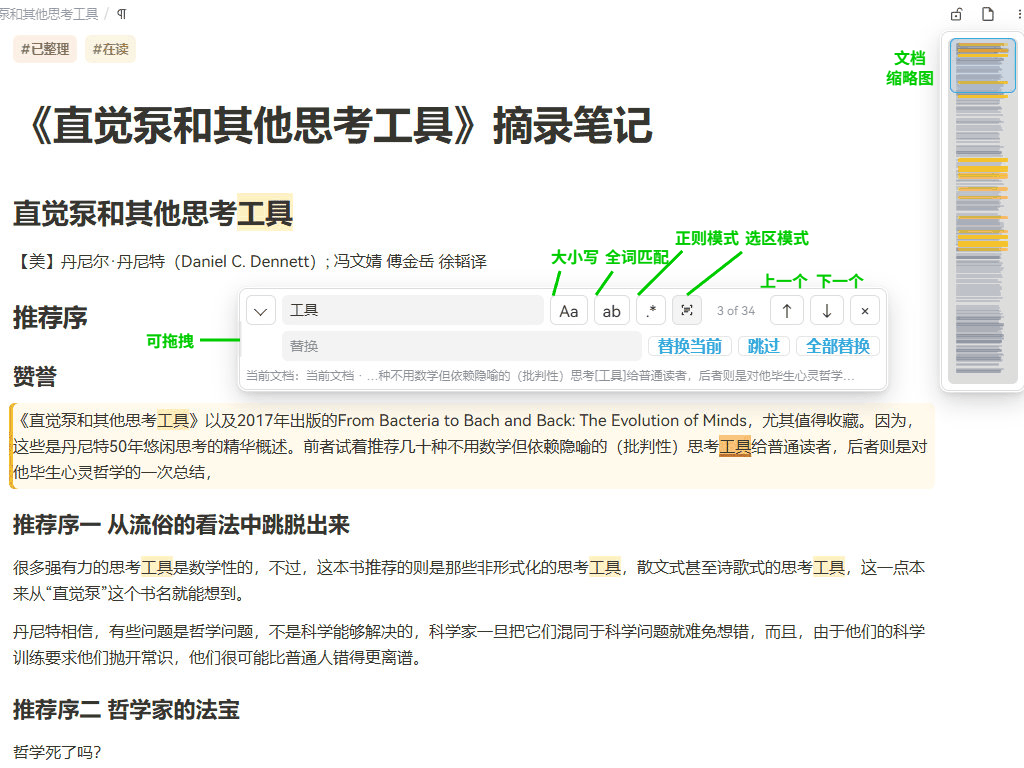 泵和其他思考工具 / ¶
#已整理 #在读
文档
缩略图
《直觉泵和其他思考工具》摘录笔记
直觉泵和其他思考工具
正则模式 选区模式
大小写 全词匹配
【美】丹尼尔·丹尼特（Daniel C. Dennett）; 冯文婧 傅金岳 徐韬译
上一个 下一个
推荐序
工具 Aa ab .* 3 of 34 ↑ ↓ ×
可拖拽
替换 替换当前 跳过 全部替换
赞誉
当前文档：当前文档 · …种不用数学但依赖隐喻的（批判性）思考[工具]给普通读者，后者则是对他毕生心灵哲学…
《直觉泵和其他思考工具》以及2017年出版的From Bacteria to Bach and Back: The Evolution of Minds，尤其值得收藏。因为，
这些是丹尼特50年悠闲思考的精华概述。前者试着推荐几十种不用数学但依赖隐喻的（批判性）思考工具给普通读者，后者则是对
他毕生心灵哲学的一次总结，
推荐序一 从流俗的看法中跳脱出来
很多强有力的思考工具是数学性的，不过，这本书推荐的则是那些非形式化的思考工具，散文式甚至诗歌式的思考工具，这一点本
来从“直觉泵”这个书名就能想到。
丹尼特相信，有些问题是哲学问题，不是科学能够解决的，科学家一旦把它们混同于科学问题就难免想错，而且，由于他们的科学
训练要求他们抛开常识，他们很可能比普通人错得更离谱。
推荐序二 哲学家的法宝
哲学死了吗？